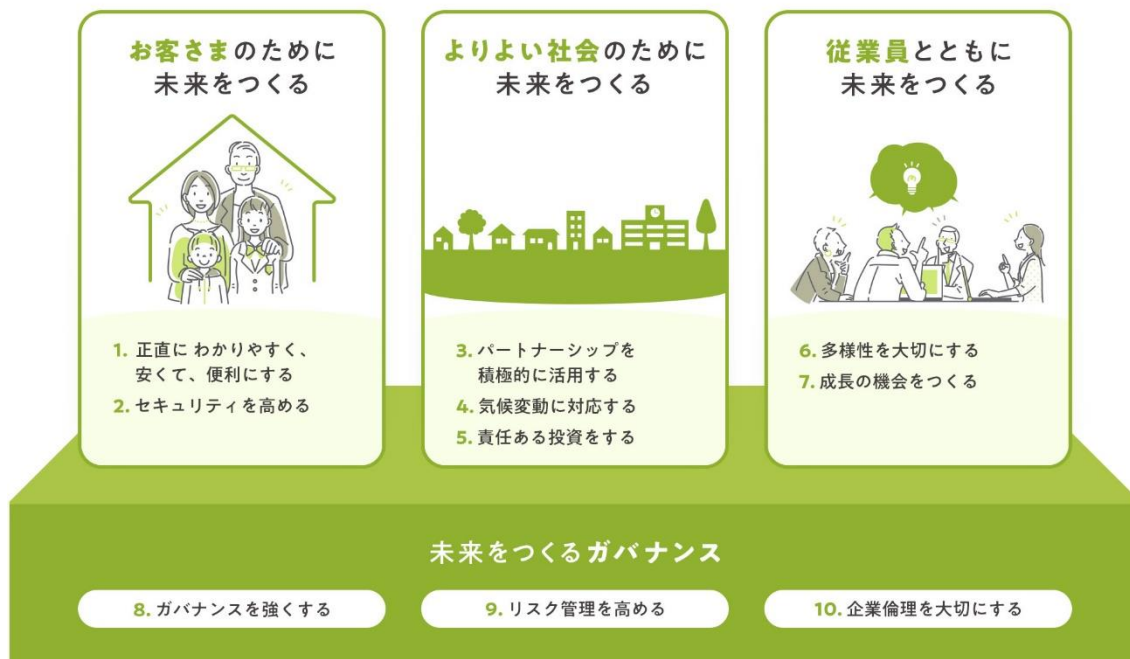 お客さまのために
未来をつくる
1. 正直に わかりやすく、
安くて、便利にする
2. セキュリティを高める
よりよい社会のために
未来をつくる
3. パートナーシップを
積極的に活用する
4. 気候変動に対応する
5. 責任ある投資をする
従業員とともに
未来をつくる
6. 多様性を大切にする
7. 成長の機会をつくる
未来をつくるガバナンス
8. ガバナンスを強くする
9. リスク管理を高める
10. 企業倫理を大切にする